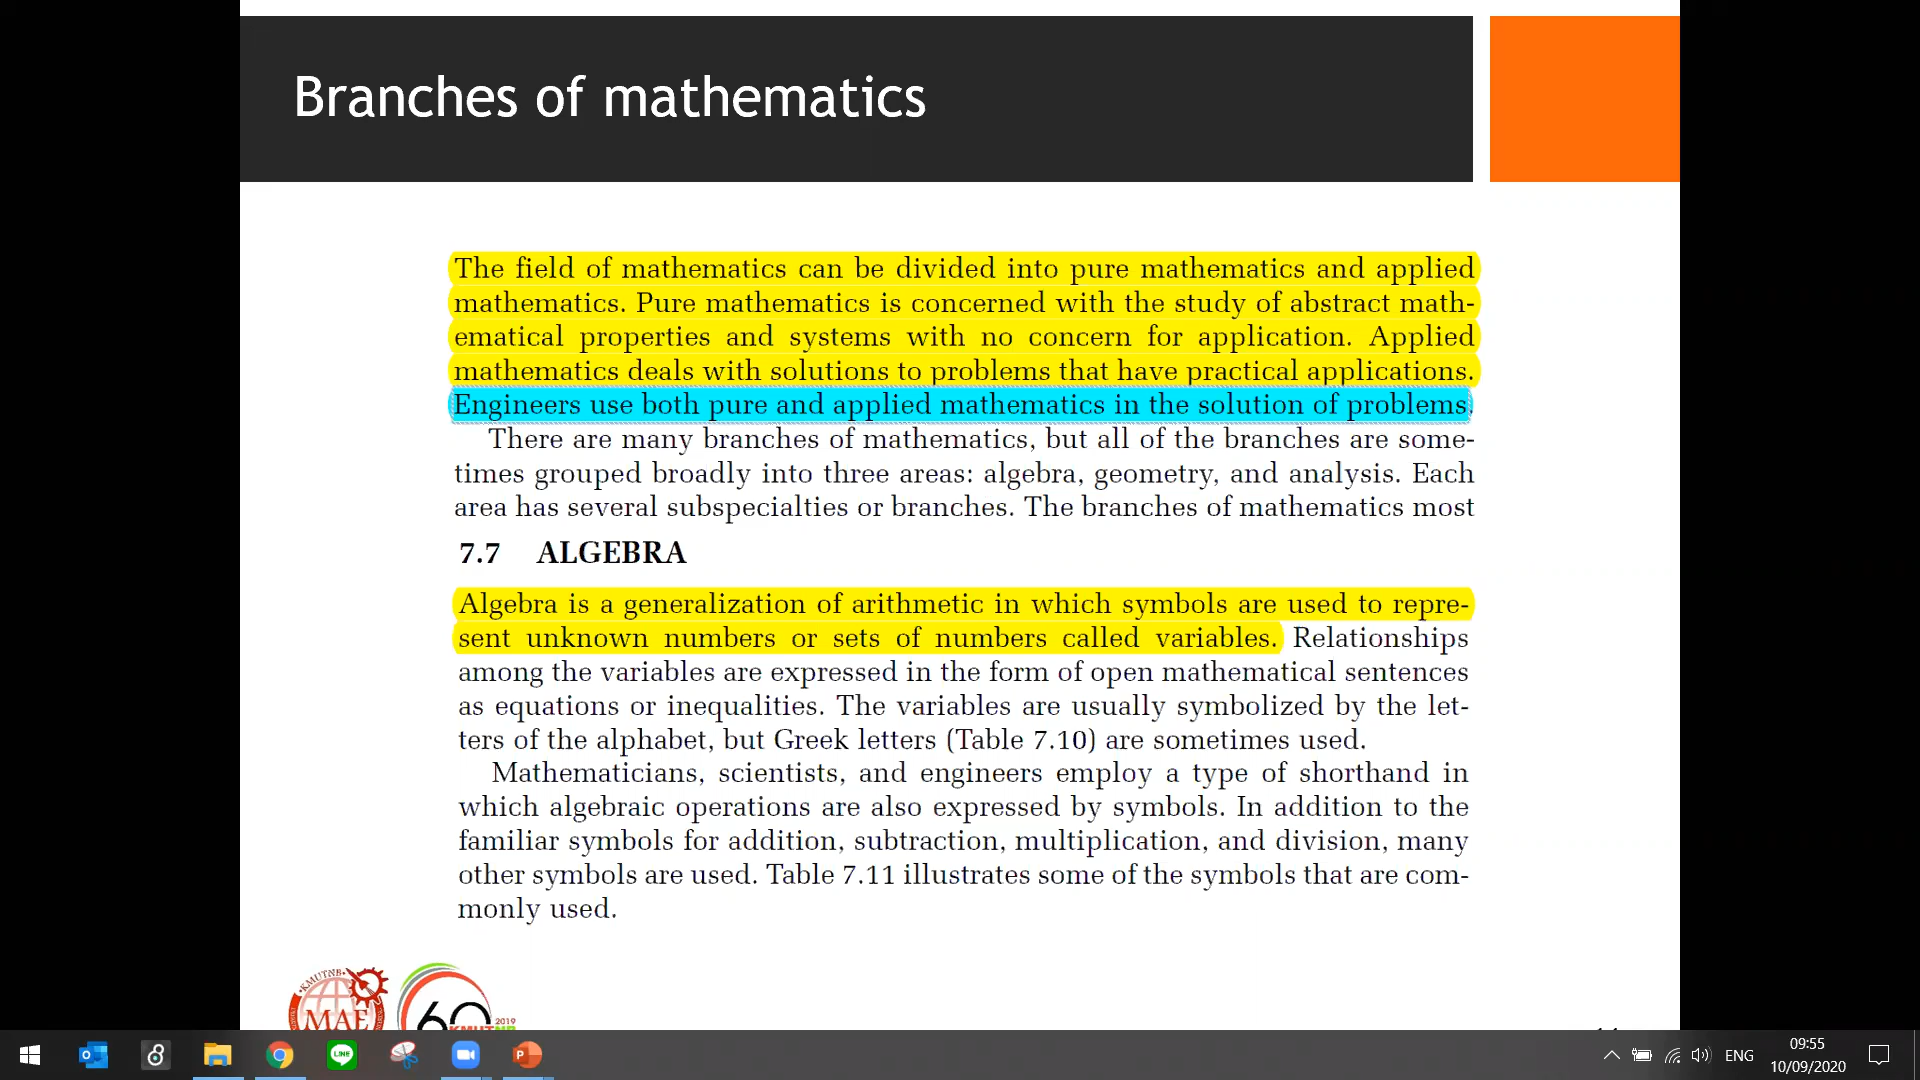 Branches of mathematics
The field of mathematics can be divided into pure mathematics and applied
mathematics. Pure mathematics is concerned with the study of abstract math-
ematical properties and systems with no concern for application. Applied
mathematics deals with solutions to problems that have practical applications.
Engineers use both pure and applied mathematics in the solution of problems.
There are many branches of mathematics, but all of the branches are some-
times grouped broadly into three areas: algebra, geometry, and analysis. Each
area has several subspecialties or branches. The branches of mathematics most
7.7 ALGEBRA
Algebra is a generalization of arithmetic in which symbols are used to repre-
sent unknown numbers or sets of numbers called variables. Relationships
among the variables are expressed in the form of open mathematical sentences
as equations or inequalities. The variables are usually symbolized by the let-
ters of the alphabet, but Greek letters (Table 7.10) are sometimes used.
Mathematicians, scientists, and engineers employ a type of shorthand in
which algebraic operations are also expressed by symbols. In addition to the
familiar symbols for addition, subtraction, multiplication, and division, many
other symbols are used. Table 7.11 illustrates some of the symbols that are com-
monly used.
KMUTNB
MAE
60
2019
KMUTNB
LINE
ENG
09:55
10/09/2020